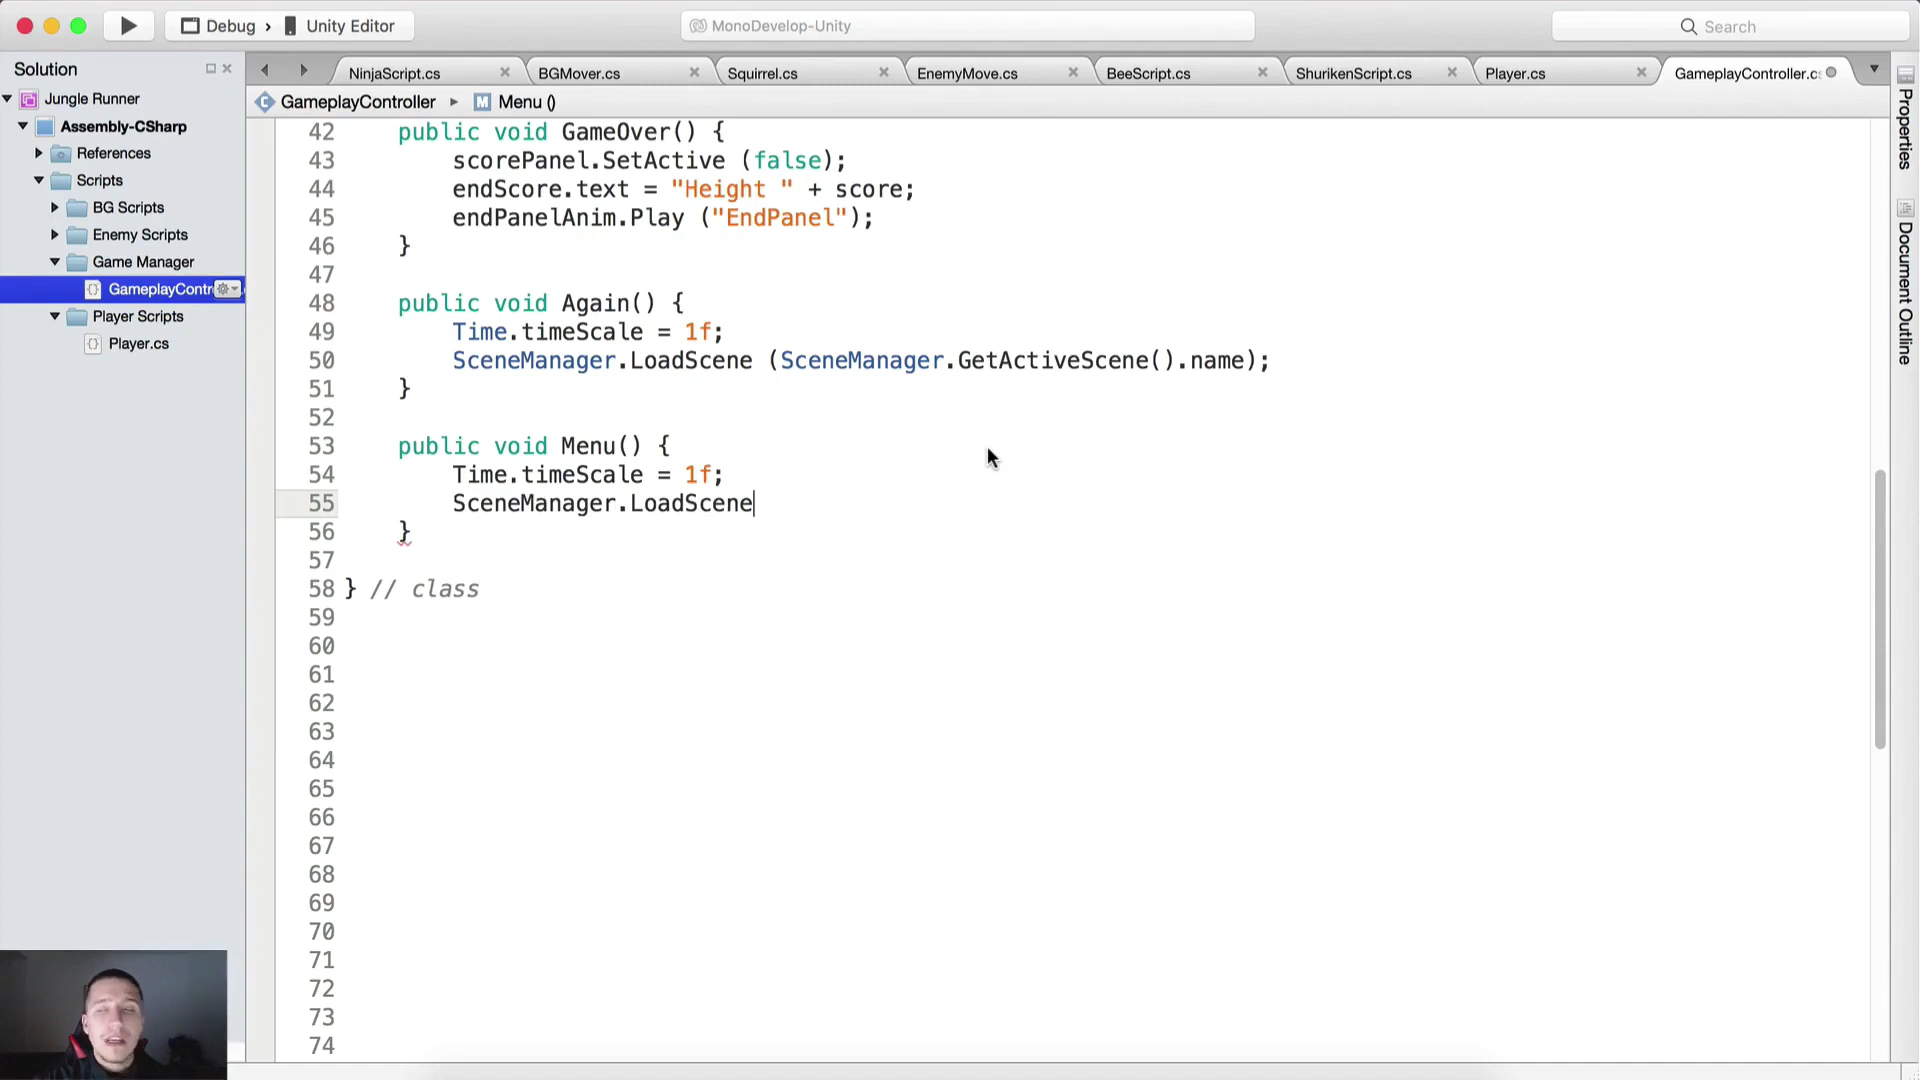 Debug › Unity Editor
MonoDevelop-Unity
Search
Solution
NinjaScript.cs
BGMover.cs
Squirrel.cs
EnemyMove.cs
BeeScript.cs
ShurikenScript.cs
Player.cs
GameplayController.cs
GameplayController
Menu ()
Jungle Runner
Assembly-CSharp
References
Scripts
BG Scripts
Enemy Scripts
Game Manager
GameplayContr
Player Scripts
Player.cs
42 public void GameOver() {
43 scorePanel.SetActive (false);
44 endScore.text = "Height " + score;
45 endPanelAnim.Play ("EndPanel");
46 }
47
48 public void Again() {
49 Time.timeScale = 1f;
50 SceneManager.LoadScene (SceneManager.GetActiveScene().name);
51 }
52
53 public void Menu() {
54 Time.timeScale = 1f;
55 SceneManager.LoadScene
56 }
57
58 } // class
59
60
61
62
63
64
65
66
67
68
69
70
71
72
73
74
Properties
Document Outline